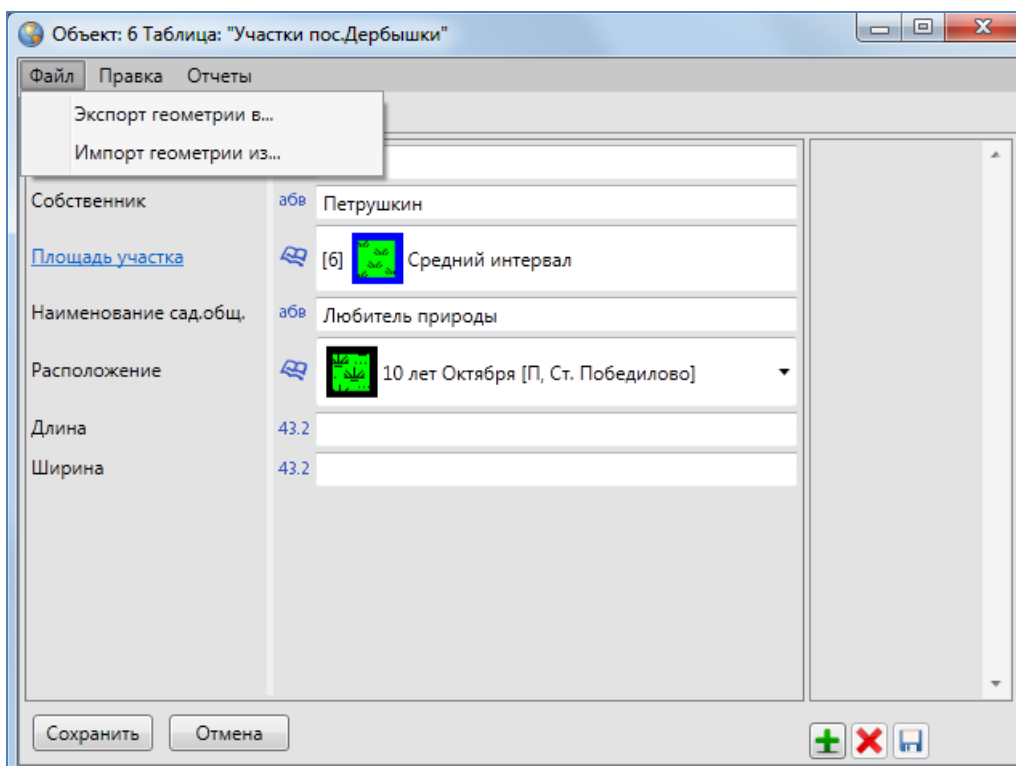 Объект: 6 Таблица: "Участки пос.Дербышки"
Файл Правка Отчеты
Экспорт геометрии в...
Импорт геометрии из...
Собственник абв Петрушкин
Площадь участка [6] Средний интервал
Наименование сад.общ. абв Любитель природы
Расположение 10 лет Октября [П, Ст. Победилово]
Длина 43.2
Ширина 43.2
Сохранить Отмена